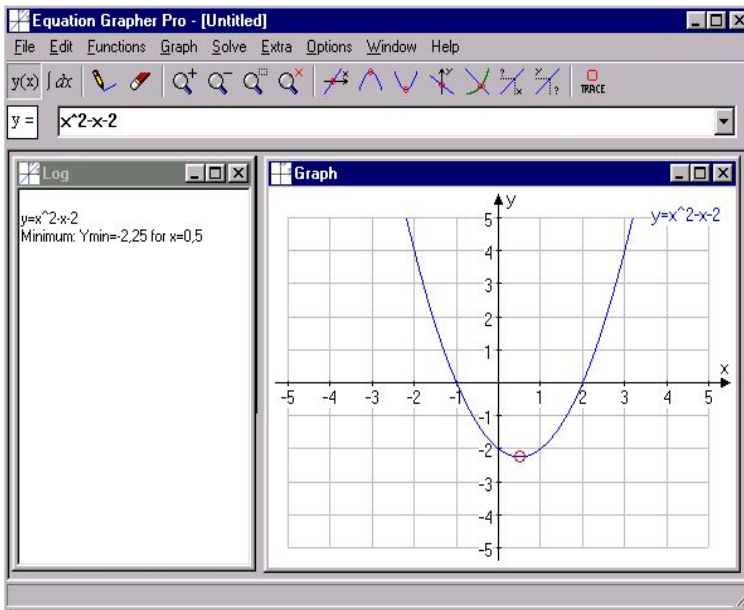 Equation Grapher Pro - [Untitled]
File Edit Functions Graph Solve Extra Options Window Help
y(x) ∫dx + - × x y ? x y ? TRACE
y = x^2-x-2
Log
y=x^2-x-2
Minimum: Ymin=-2,25 for x=0,5
Graph
y
y=x^2-x-2
5
4
3
2
1
x
-5 -4 -3 -2 -1 1 2 3 4 5
-1
-2
-3
-4
-5